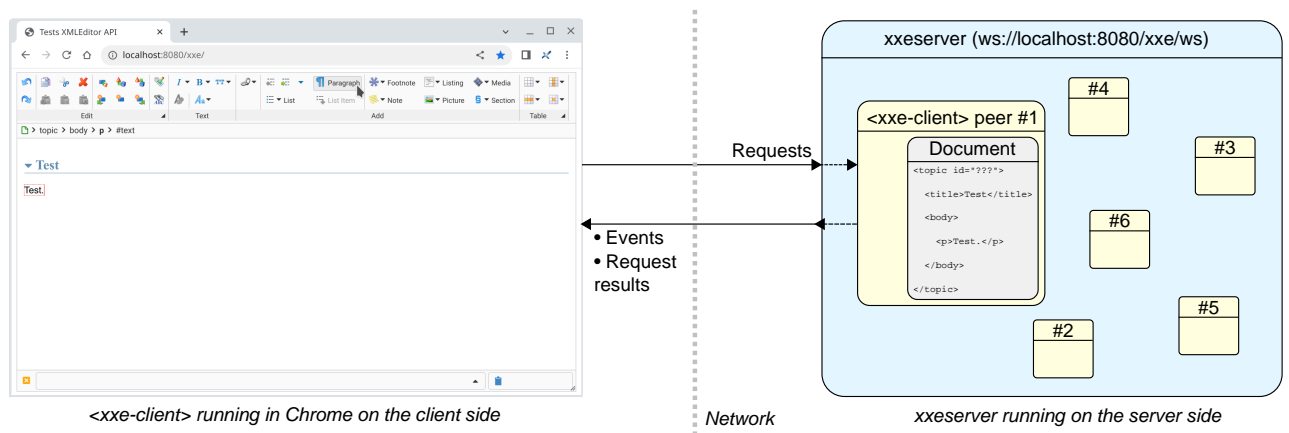 Tests XMLEditor API
localhost:8080/xxe/
I B TT Paragraph Footnote Listing Media
A List List Item Note Picture Section
Edit Text Add Table
topic > body > p > #text
Test
Test.
<xxe-client> running in Chrome on the client side
Requests
• Events
• Request
results
Network
xxeserver (ws://localhost:8080/xxe/ws)
<xxe-client> peer #1
Document
<topic id="???">
<title>Test</title>
<body>
<p>Test.</p>
</body>
</topic>
#4
#3
#6
#5
#2
xxeserver running on the server side